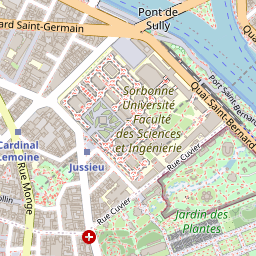 Pont de
Sully
ard Saint-Germain
Sorbonne
Université
- Faculté
des Sciences
et Ingénierie
Port Saint-Bernard
Quai Saint-Bernard
Cardinal
Lemoine
Jussieu
Rue Monge
Rue Cuvier
Rue Cuvier
Jardin des
Plantes
ollin